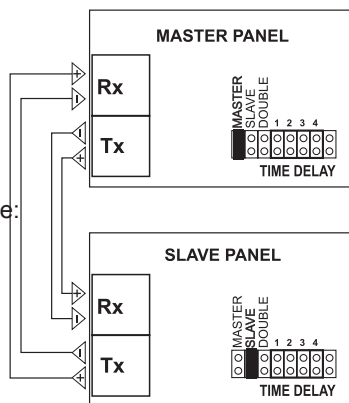 MASTER PANEL
+
Rx
−
MASTER
SLAVE
DOUBLE
1 2 3 4
−
Tx
+
TIME DELAY
e:
SLAVE PANEL
+
Rx
−
MASTER
SLAVE
DOUBLE
1 2 3 4
−
Tx
+
TIME DELAY